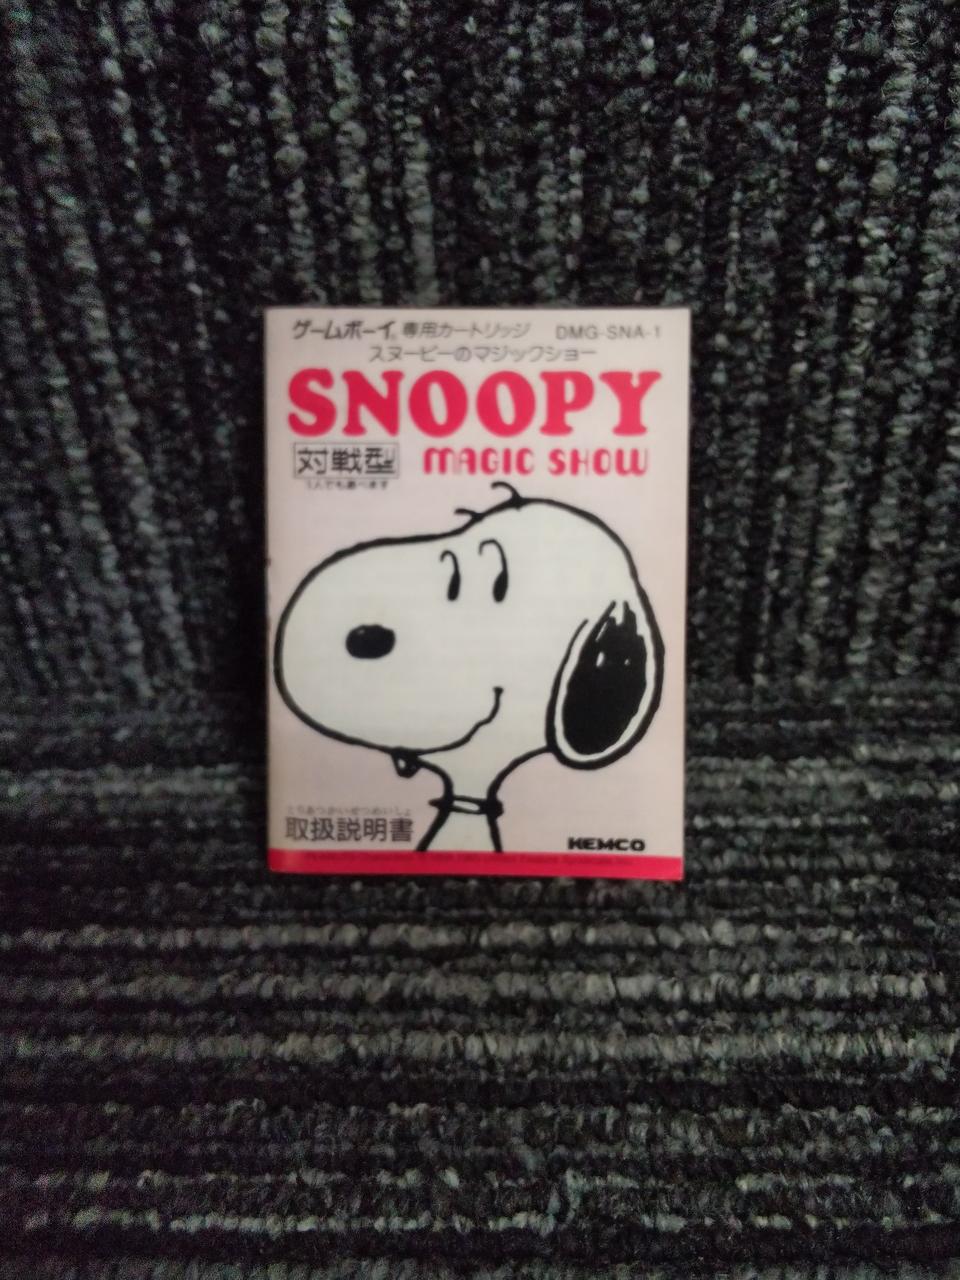 ゲームボーイ® 専用カートリッジ DMG-SNA-1
スヌーピーのマジックショー
SNOOPY
対戦型 MAGIC SHOW
1人でも遊べます
とりあつかいせつめいしょ
取扱説明書
KEMCO